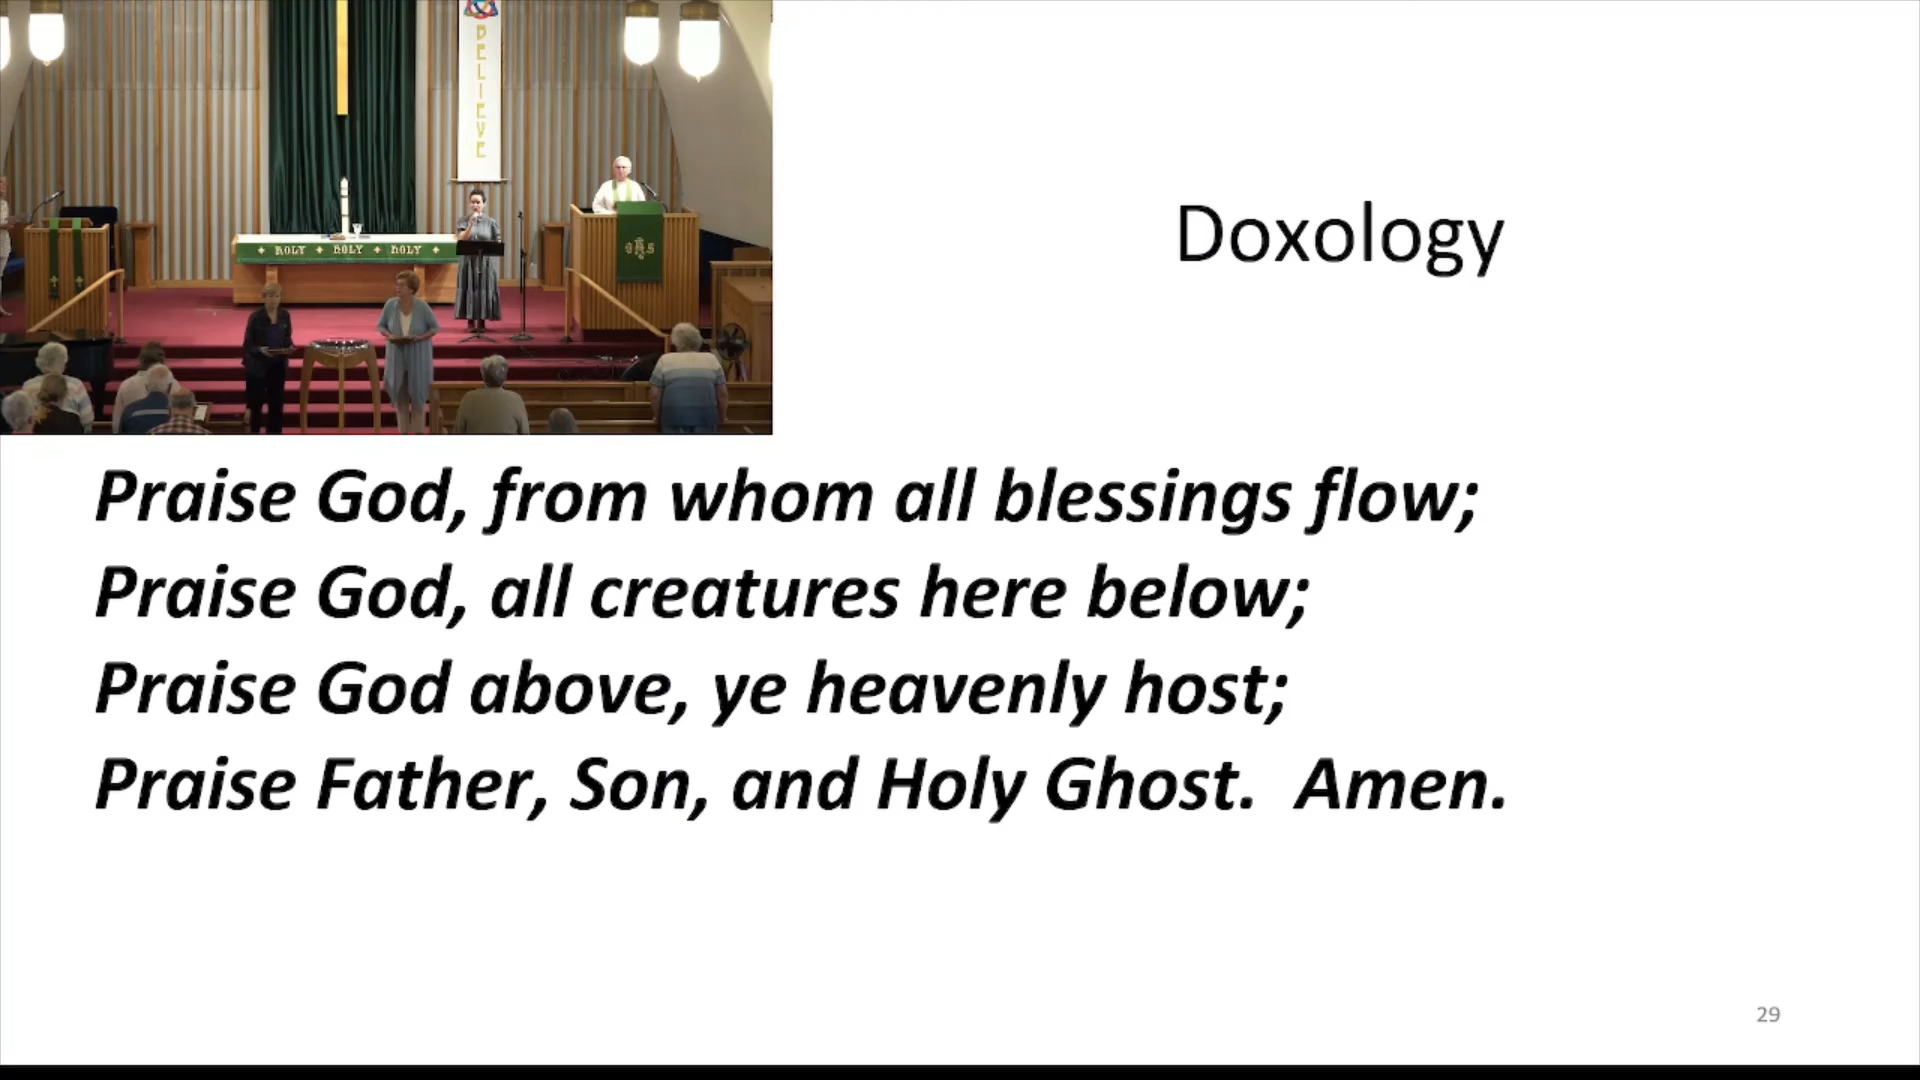 BELIEVE
HOLY HOLY HOLY
IHS
Doxology
Praise God, from whom all blessings flow;
Praise God, all creatures here below;
Praise God above, ye heavenly host;
Praise Father, Son, and Holy Ghost. Amen.
29